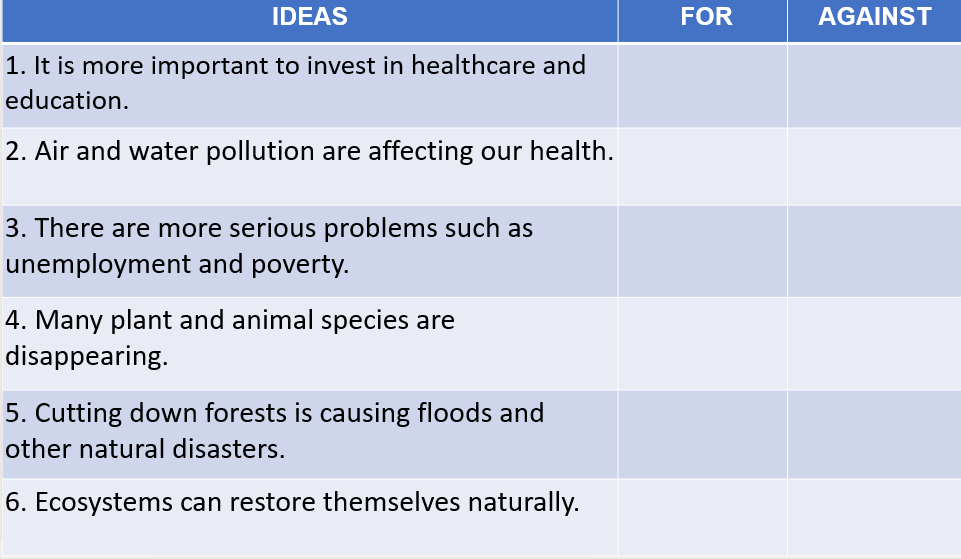 IDEAS FOR AGAINST
1. It is more important to invest in healthcare and
education.
2. Air and water pollution are affecting our health.
3. There are more serious problems such as
unemployment and poverty.
4. Many plant and animal species are
disappearing.
5. Cutting down forests is causing floods and
other natural disasters.
6. Ecosystems can restore themselves naturally.